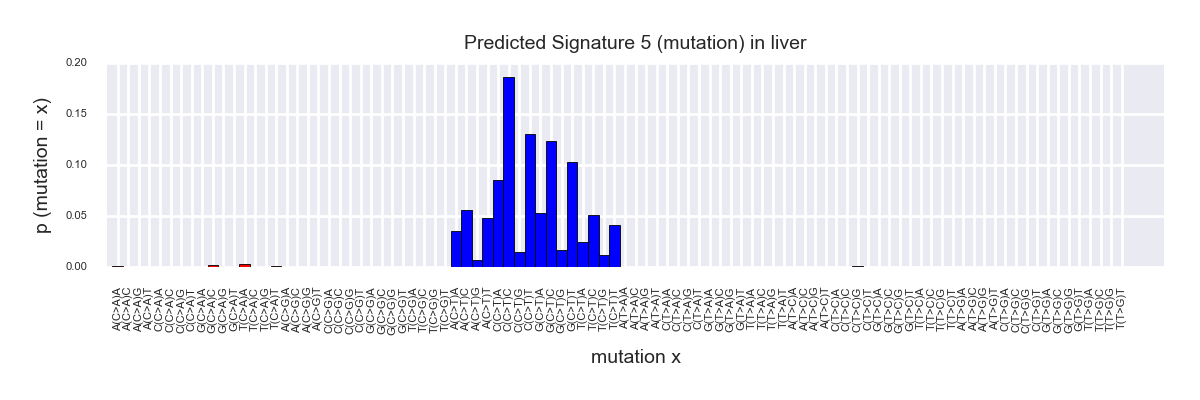 Predicted Signature 5 (mutation) in liver
0.20
0.15
0.10
0.05
0.00
p (mutation = x)
A(C>A)A
A(C>A)C
A(C>A)G
A(C>A)T
C(C>A)A
C(C>A)C
C(C>A)G
C(C>A)T
G(C>A)A
G(C>A)C
G(C>A)G
G(C>A)T
T(C>A)A
T(C>A)C
T(C>A)G
T(C>A)T
A(C>G)A
A(C>G)C
A(C>G)G
A(C>G)T
C(C>G)A
C(C>G)C
C(C>G)G
C(C>G)T
G(C>G)A
G(C>G)C
G(C>G)G
G(C>G)T
T(C>G)A
T(C>G)C
T(C>G)G
T(C>G)T
A(C>T)A
A(C>T)C
A(C>T)G
A(C>T)T
C(C>T)A
C(C>T)C
C(C>T)G
C(C>T)T
G(C>T)A
G(C>T)C
G(C>T)G
G(C>T)T
T(C>T)A
T(C>T)C
T(C>T)G
T(C>T)T
A(T>A)A
A(T>A)C
A(T>A)G
A(T>A)T
C(T>A)A
C(T>A)C
C(T>A)G
C(T>A)T
G(T>A)A
G(T>A)C
G(T>A)G
G(T>A)T
T(T>A)A
T(T>A)C
T(T>A)G
T(T>A)T
A(T>C)A
A(T>C)C
A(T>C)G
A(T>C)T
C(T>C)A
C(T>C)C
C(T>C)G
C(T>C)T
G(T>C)A
G(T>C)C
G(T>C)G
G(T>C)T
T(T>C)A
T(T>C)C
T(T>C)G
T(T>C)T
A(T>G)A
A(T>G)C
A(T>G)G
A(T>G)T
C(T>G)A
C(T>G)C
C(T>G)G
C(T>G)T
G(T>G)A
G(T>G)C
G(T>G)G
G(T>G)T
T(T>G)A
T(T>G)C
T(T>G)G
T(T>G)T
mutation x